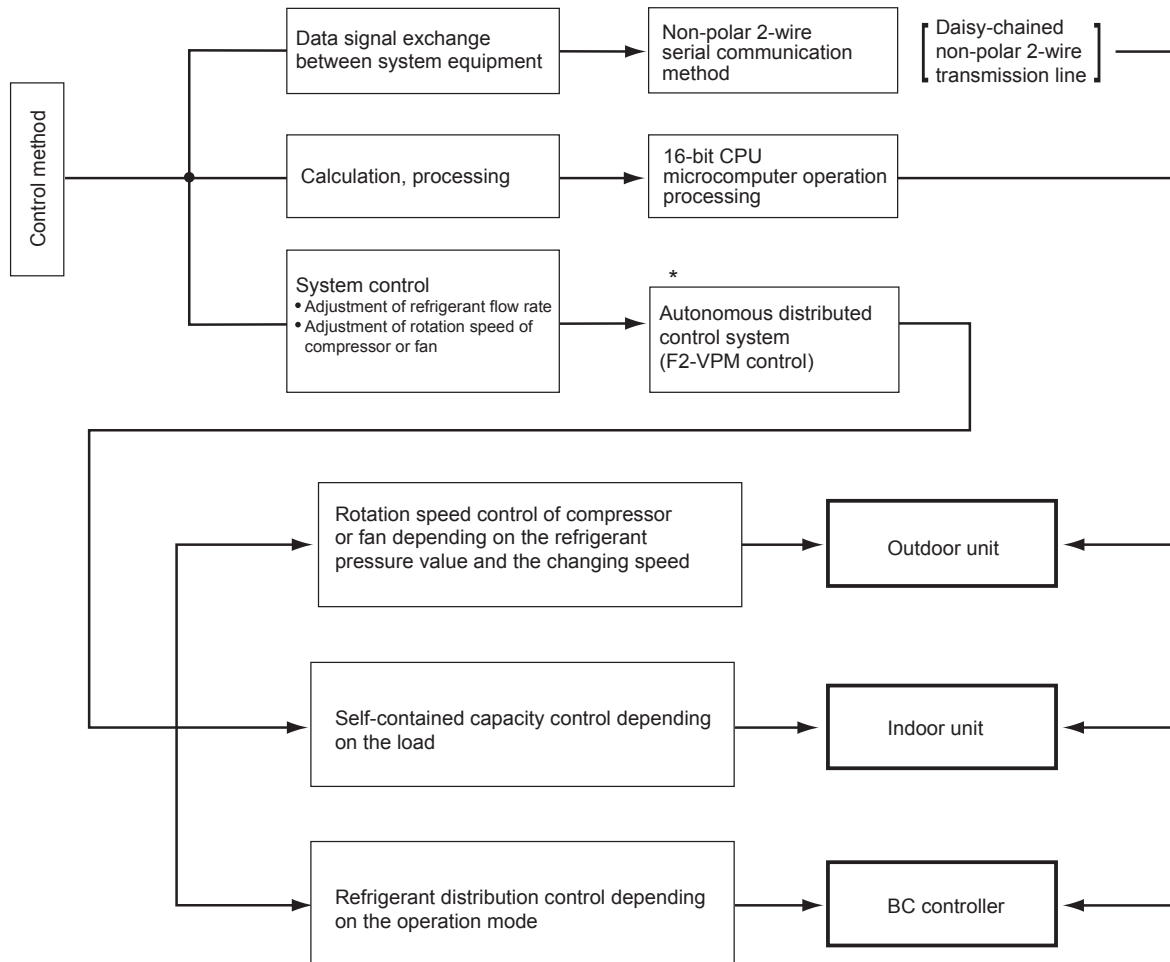 Control method
Data signal exchange
between system equipment
Non-polar 2-wire
serial communication
method
Daisy-chained
non-polar 2-wire
transmission line
Calculation, processing
16-bit CPU
microcomputer operation
processing
System control
• Adjustment of refrigerant flow rate
• Adjustment of rotation speed of
compressor or fan
*
Autonomous distributed
control system
(F2-VPM control)
Rotation speed control of compressor
or fan depending on the refrigerant
pressure value and the changing speed
Outdoor unit
Self-contained capacity control depending
on the load
Indoor unit
Refrigerant distribution control depending
on the operation mode
BC controller